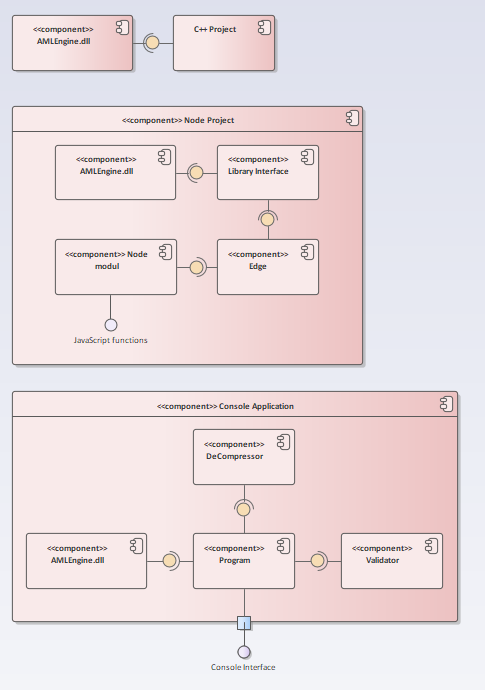 <<component>>
AMLEngine.dll
C++ Project
<<component>> Node Project
<<component>>
AMLEngine.dll
<<component>>
Library Interface
<<component>> Node
modul
<<component>>
Edge
JavaScript functions
<<component>> Console Application
<<component>>
DeCompressor
<<component>>
AMLEngine.dll
<<component>>
Program
<<component>>
Validator
Console Interface